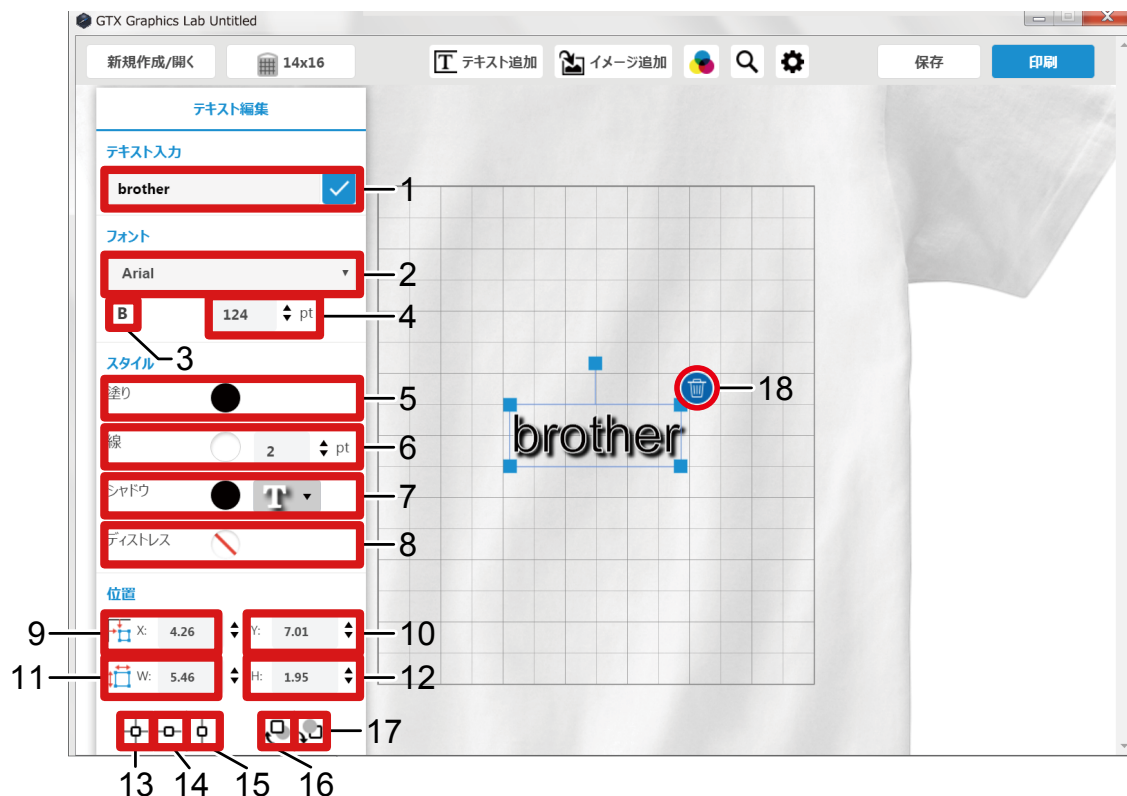 GTX Graphics Lab Untitled
新規作成/開く 14x16 テキスト追加 イメージ追加 保存 印刷
テキスト編集
テキスト入力
brother 1
フォント
Arial 2
B 124 pt 4
3
スタイル
塗り 5
線 2 pt 6
シャドウ T 7
ディストレス 8
brother
18
位置
9 X: 4.26 Y: 7.01 10
11 W: 5.46 H: 1.95 12
17
13 14 15 16